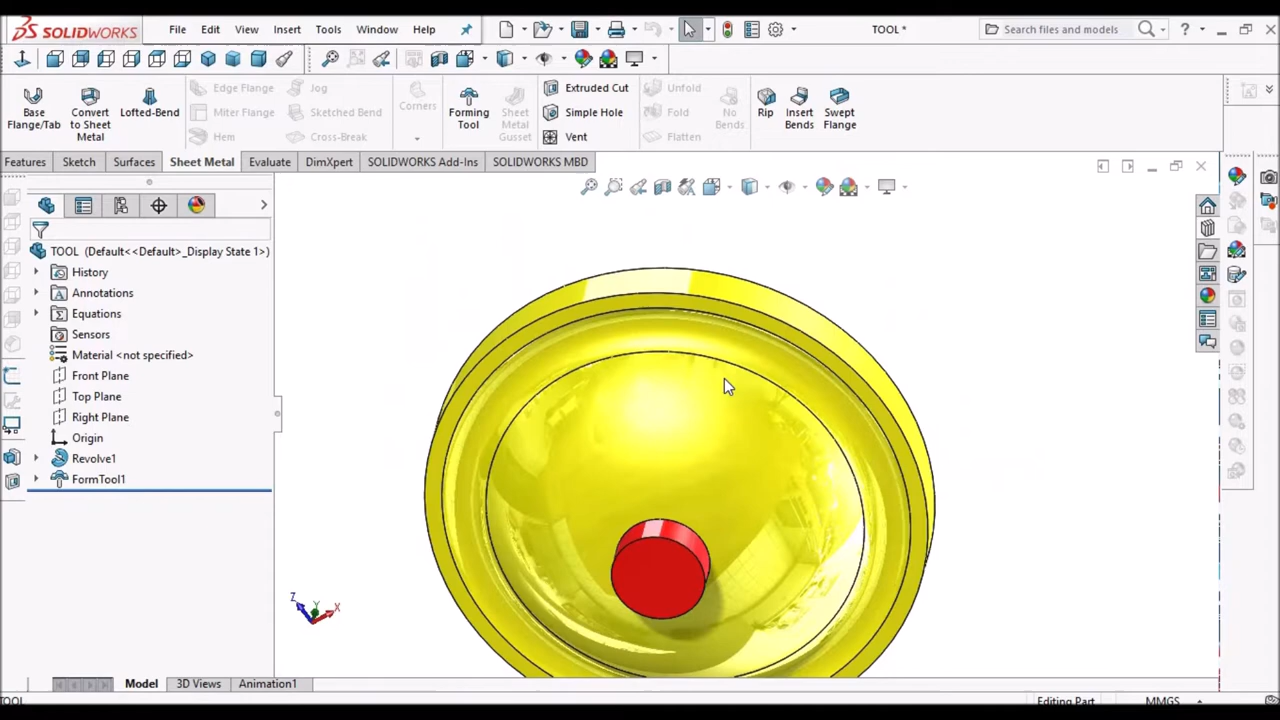 SOLIDWORKS File Edit View Insert Tools Window Help TOOL * Search files and models ?
Base Flange/Tab
Convert to Sheet Metal
Lofted-Bend
Edge Flange
Miter Flange
Hem
Jog
Sketched Bend
Cross-Break
Corners
Forming Tool
Sheet Metal Gusset
Extruded Cut
Simple Hole
Vent
Unfold
Fold
Flatten
No Bends
Rip
Insert Bends
Swept Flange
Features Sketch Surfaces Sheet Metal Evaluate DimXpert SOLIDWORKS Add-Ins SOLIDWORKS MBD
TOOL (Default<<Default>_Display State 1>)
History
Annotations
Equations
Sensors
Material <not specified>
Front Plane
Top Plane
Right Plane
Origin
Revolve1
FormTool1
Z Y X
Model 3D Views Animation1
TOOL Editing Part MMGS